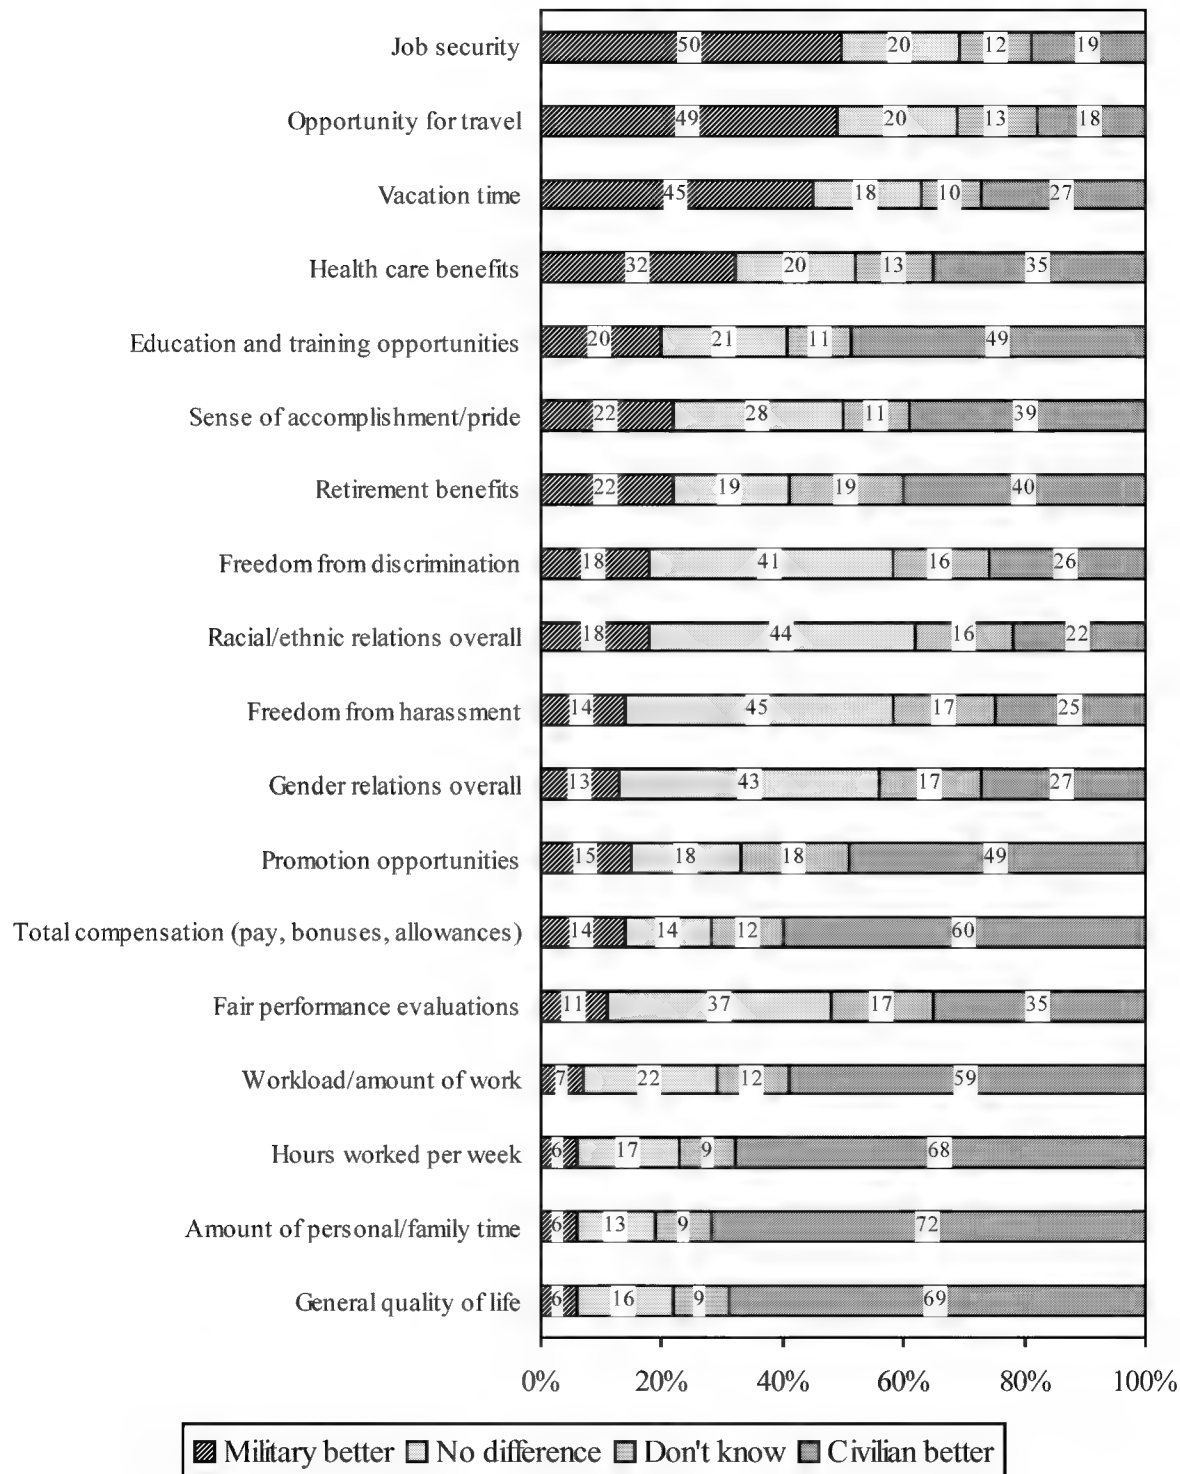 Job security 50 20 12 19
Opportunity for travel 49 20 13 18
Vacation time 45 18 10 27
Health care benefits 32 20 13 35
Education and training opportunities 20 21 11 49
Sense of accomplishment/pride 22 28 11 39
Retirement benefits 22 19 19 40
Freedom from discrimination 18 41 16 26
Racial/ethnic relations overall 18 44 16 22
Freedom from harassment 14 45 17 25
Gender relations overall 13 43 17 27
Promotion opportunities 15 18 18 49
Total compensation (pay, bonuses, allowances) 14 14 12 60
Fair performance evaluations 11 37 17 35
Workload/amount of work 7 22 12 59
Hours worked per week 6 17 9 68
Amount of personal/family time 6 13 9 72
General quality of life 6 16 9 69
0% 20% 40% 60% 80% 100%
Military better No difference Don't know Civilian better